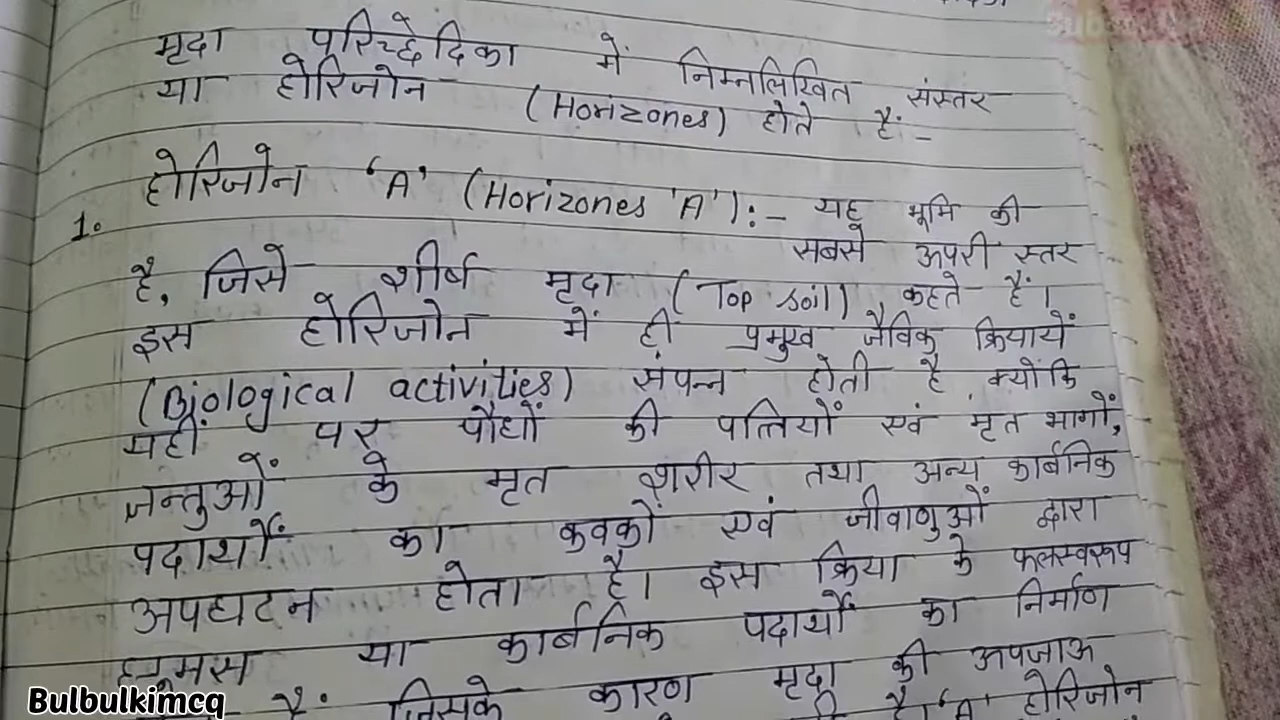 मृदा परिच्छेदिका में निम्नलिखित संस्तर
या होरिजोन (Horizones) होते हैं:-
1. होरिजोन 'A' (Horizones 'A'):- यह भूमि की
सबसे ऊपरी स्तर
है, जिसे शीर्ष मृदा (Top soil) कहते हैं।
इस होरिजोन में ही प्रमुख जैविक क्रियायें
(Biological activities) संपन्न होती है क्योंकि
यहीं पर पौधों की पत्तियों एवं मृत भागों,
जन्तुओं के मृत शरीर तथा अन्य कार्बनिक
पदार्थों का कवकों एवं जीवाणुओं द्वारा
अपघटन होता है। इस क्रिया के फलस्वरूप
ह्यूमस या कार्बनिक पदार्थों का निर्माण
है जिसके कारण मृदा की उपजाऊ
है 'A' होरिजोन
Bulbulkimcq